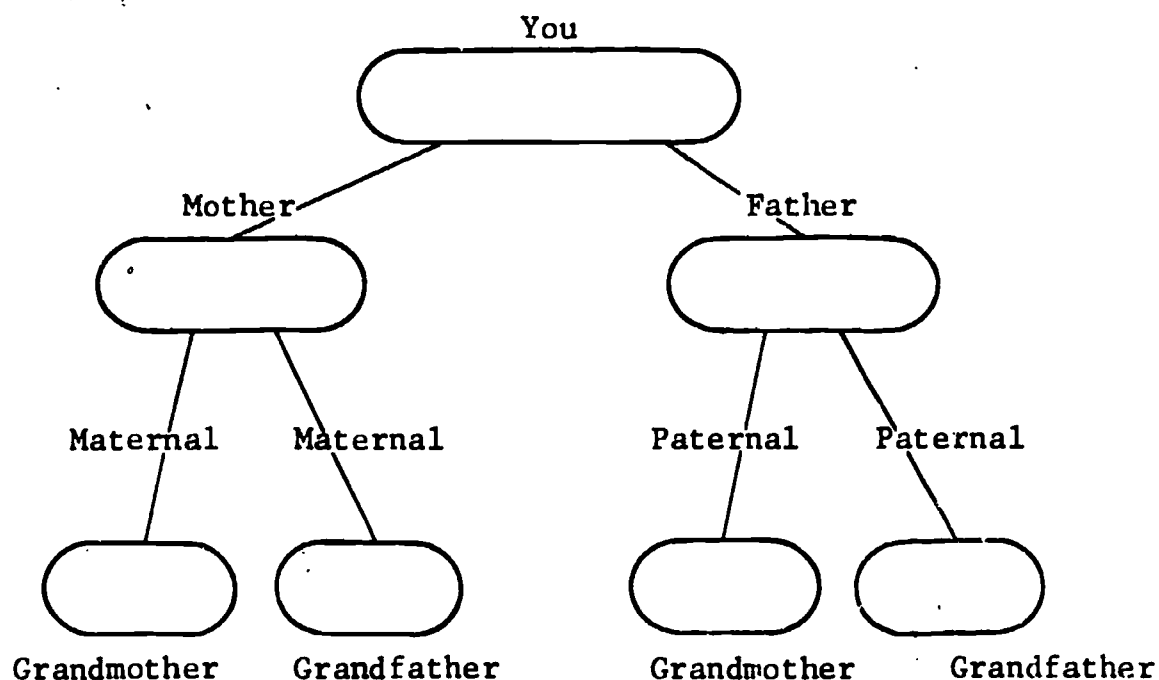 You
Mother Father
Maternal Maternal Paternal Paternal
Grandmother Grandfather Grandmother Grandfather